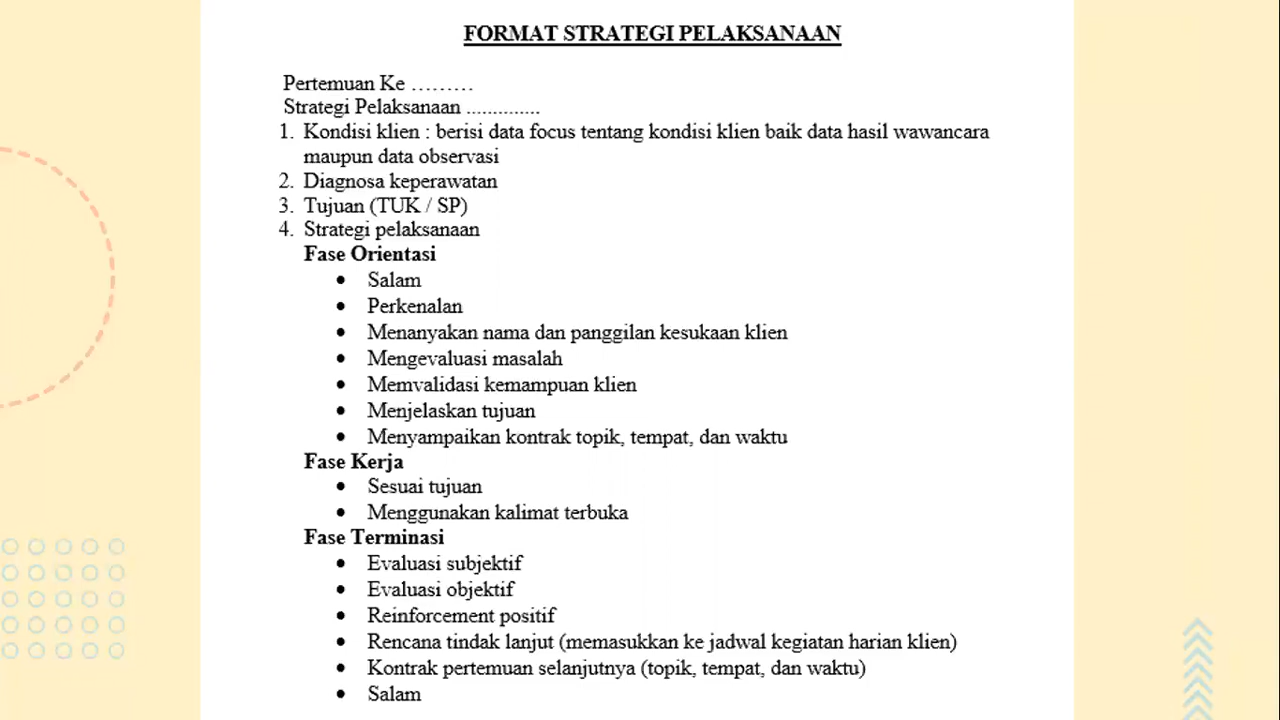 FORMAT STRATEGI PELAKSANAAN
Pertemuan Ke ………
Strategi Pelaksanaan ..............
1. Kondisi klien : berisi data focus tentang kondisi klien baik data hasil wawancara
maupun data observasi
2. Diagnosa keperawatan
3. Tujuan (TUK / SP)
4. Strategi pelaksanaan
Fase Orientasi
• Salam
• Perkenalan
• Menanyakan nama dan panggilan kesukaan klien
• Mengevaluasi masalah
• Memvalidasi kemampuan klien
• Menjelaskan tujuan
• Menyampaikan kontrak topik, tempat, dan waktu
Fase Kerja
• Sesuai tujuan
• Menggunakan kalimat terbuka
Fase Terminasi
• Evaluasi subjektif
• Evaluasi objektif
• Reinforcement positif
• Rencana tindak lanjut (memasukkan ke jadwal kegiatan harian klien)
• Kontrak pertemuan selanjutnya (topik, tempat, dan waktu)
• Salam